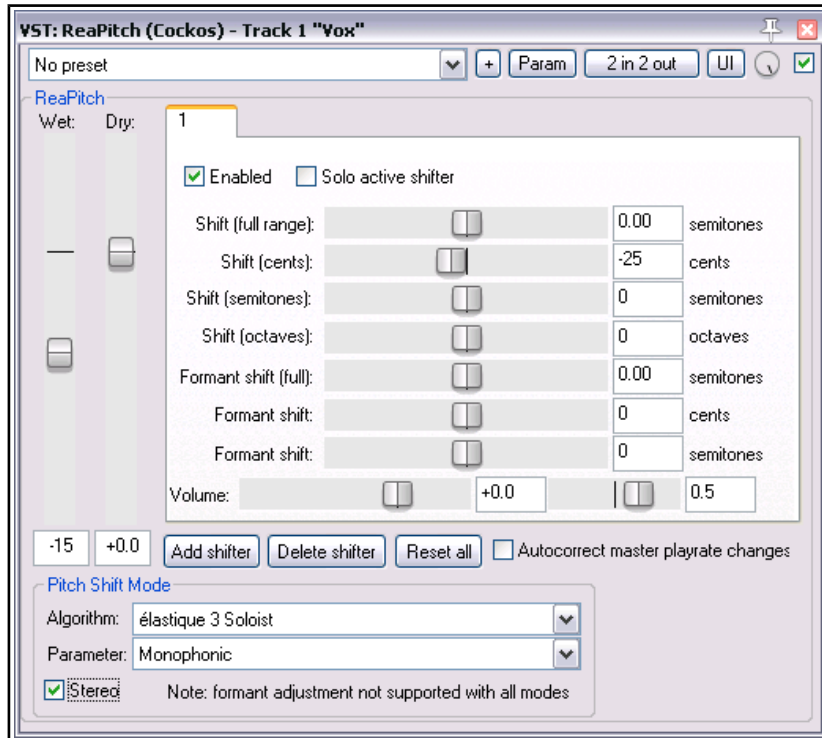 VST: ReaPitch (Cockos) - Track 1 "Vox"
No preset + Param 2 in 2 out UI
ReaPitch
Wet: Dry: 1
Enabled Solo active shifter
Shift (full range): 0.00 semitones
Shift (cents): -25 cents
Shift (semitones): 0 semitones
Shift (octaves): 0 octaves
Formant shift (full): 0.00 semitones
Formant shift: 0 cents
Formant shift: 0 semitones
Volume: +0.0 0.5
-15 +0.0 Add shifter Delete shifter Reset all Autocorrect master playrate changes
Pitch Shift Mode
Algorithm: élastique 3 Soloist
Parameter: Monophonic
Stereo Note: formant adjustment not supported with all modes